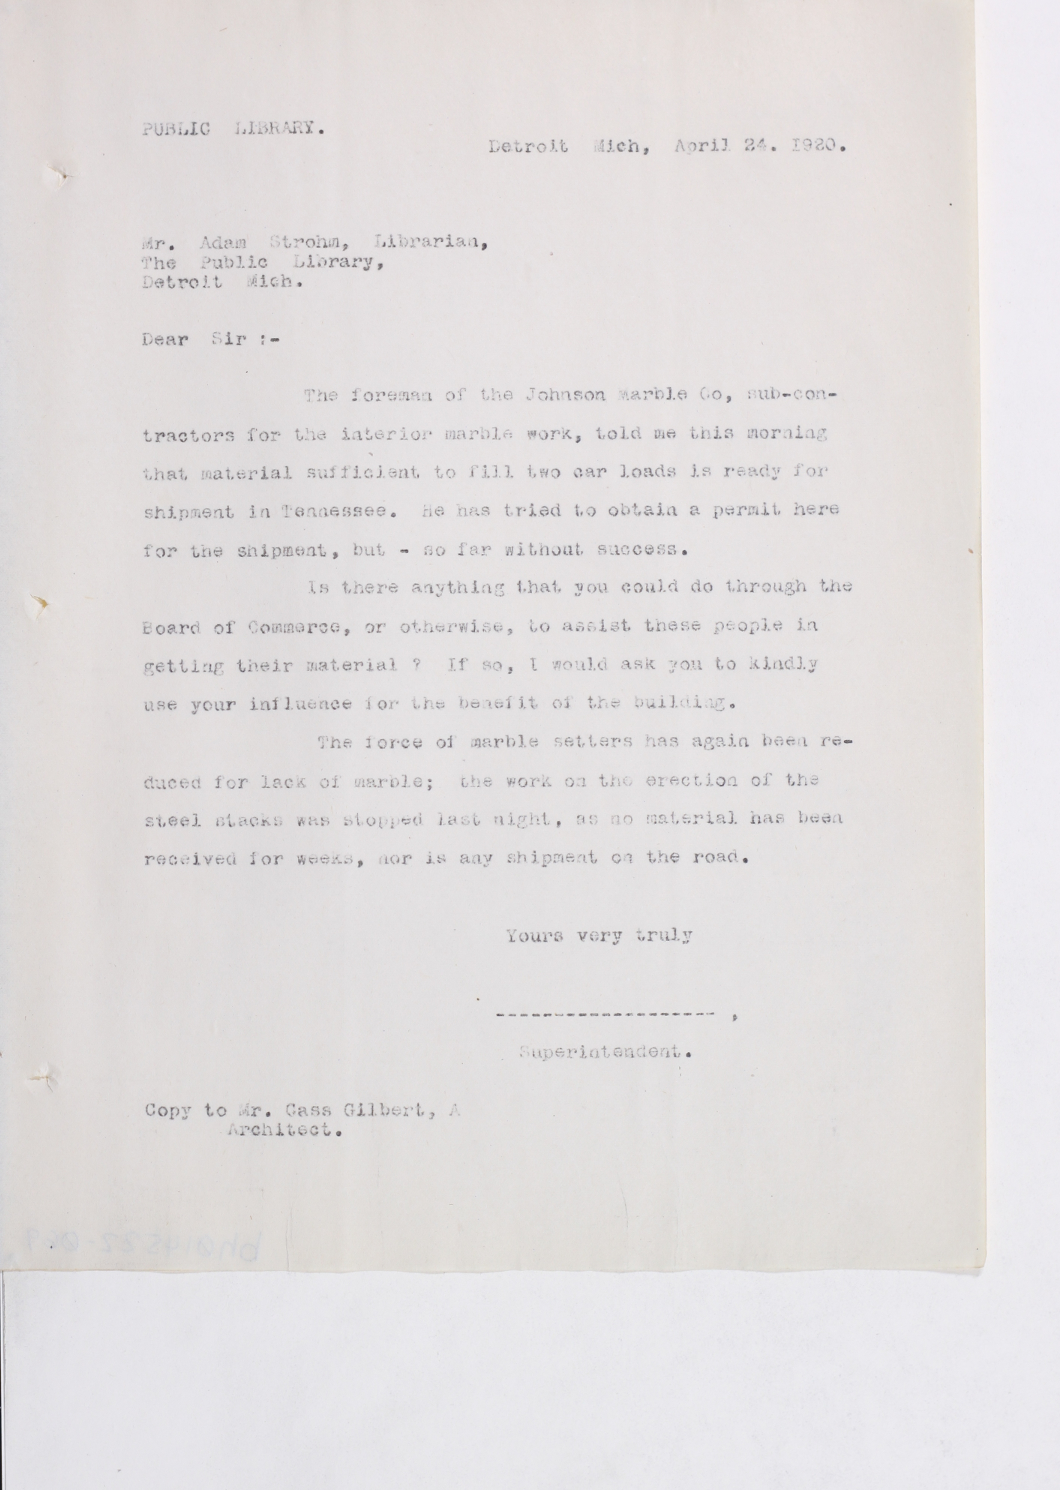 PUBLIC LIBRARY.
Detroit Mich, April 24. 1920.
Mr. Adam Strohm, Librarian,
The Public Library,
Detroit Mich.
Dear Sir :-
The foreman of the Johnson Marble Co, sub-con-
tractors for the interior marble work, told me this morning
that material sufficient to fill two car loads is ready for
shipment in Tennessee. He has tried to obtain a permit here
for the shipment, but - so far without success.
Is there anything that you could do through the
Board of Commerce, or otherwise, to assist these people in
getting their material ? If so, I would ask you to kindly
use your influence for the benefit of the building.
The force of marble setters has again been re-
duced for lack of marble; the work on the erection of the
steel stacks was stopped last night, as no material has been
received for weeks, nor is any shipment on the road.
Yours very truly
------------------- ,
Superintendent.
Copy to Mr. Cass Gilbert, A
Architect.